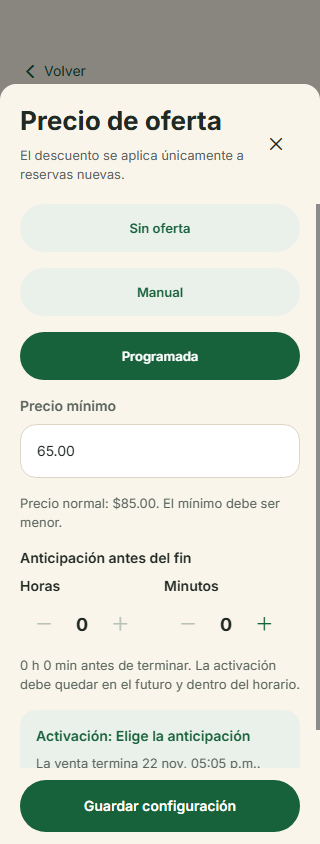 Volver
Precio de oferta
El descuento se aplica únicamente a
reservas nuevas.
Sin oferta
Manual
Programada
Precio mínimo
65.00
Precio normal: $85.00. El mínimo debe ser
menor.
Anticipación antes del fin
Horas Minutos
− 0 + − 0 +
0 h 0 min antes de terminar. La activación
debe quedar en el futuro y dentro del horario.
Activación: Elige la anticipación
La venta termina 22 nov, 05:05 p.m..
Guardar configuración